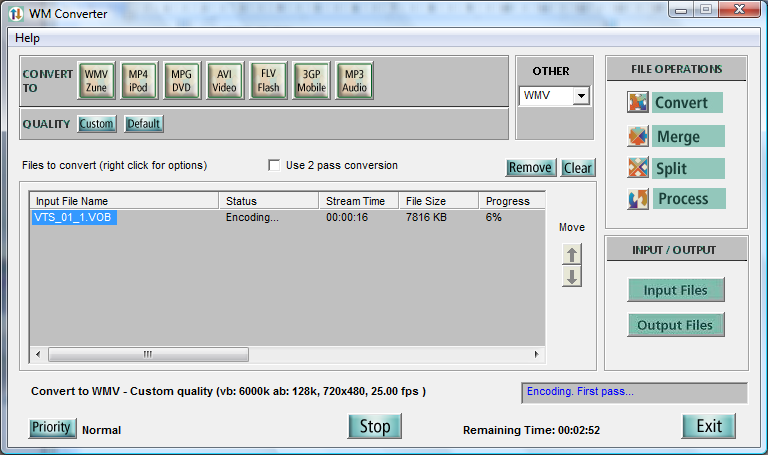 WM Converter
Help
CONVERT TO
WMV Zune
MP4 iPod
MPG DVD
AVI Video
FLV Flash
3GP Mobile
MP3 Audio
QUALITY Custom Default
OTHER
WMV
Files to convert (right click for options)
Use 2 pass conversion
Remove Clear
Input File Name Status Stream Time File Size Progress
VTS_01_1.VOB Encoding... 00:00:16 7816 KB 6%
Move
FILE OPERATIONS
Convert
Merge
Split
Process
INPUT / OUTPUT
Input Files
Output Files
Convert to WMV - Custom quality (vb: 6000k ab: 128k, 720x480, 25.00 fps )
Encoding. First pass...
Priority Normal
Stop
Remaining Time: 00:02:52
Exit